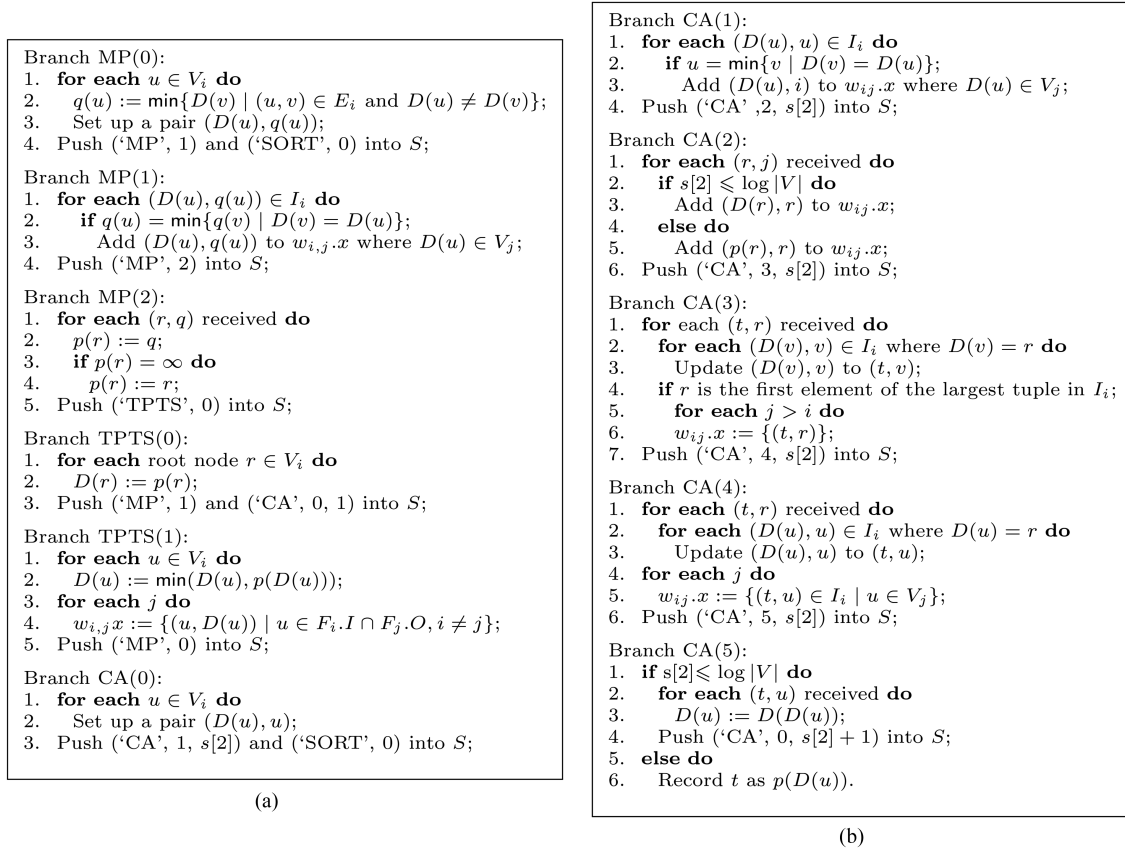 Branch MP(0):
1. for each u ∈ V_i do
2. q(u) := min{D(v) | (u, v) ∈ E_i and D(u) ≠ D(v)};
3. Set up a pair (D(u), q(u));
4. Push (‘MP’, 1) and (‘SORT’, 0) into S;
Branch MP(1):
1. for each (D(u), q(u)) ∈ I_i do
2. if q(u) = min{q(v) | D(v) = D(u)};
3. Add (D(u), q(u)) to w_{i,j}.x where D(u) ∈ V_j;
4. Push (‘MP’, 2) into S;
Branch MP(2):
1. for each (r, q) received do
2. p(r) := q;
3. if p(r) = ∞ do
4. p(r) := r;
5. Push (‘TPTS’, 0) into S;
Branch TPTS(0):
1. for each root node r ∈ V_i do
2. D(r) := p(r);
3. Push (‘MP’, 1) and (‘CA’, 0, 1) into S;
Branch TPTS(1):
1. for each u ∈ V_i do
2. D(u) := min(D(u), p(D(u)));
3. for each j do
4. w_{i,j}x := {(u, D(u)) | u ∈ F_i.I ∩ F_j.O, i ≠ j};
5. Push (‘MP’, 0) into S;
Branch CA(0):
1. for each u ∈ V_i do
2. Set up a pair (D(u), u);
3. Push (‘CA’, 1, s[2]) and (‘SORT’, 0) into S;
(a)
Branch CA(1):
1. for each (D(u), u) ∈ I_i do
2. if u = min{v | D(v) = D(u)};
3. Add (D(u), i) to w_{ij}.x where D(u) ∈ V_j;
4. Push (‘CA’ ,2, s[2]) into S;
Branch CA(2):
1. for each (r, j) received do
2. if s[2] ⩽ log |V| do
3. Add (D(r), r) to w_{ij}.x;
4. else do
5. Add (p(r), r) to w_{ij}.x;
6. Push (‘CA’, 3, s[2]) into S;
Branch CA(3):
1. for each (t, r) received do
2. for each (D(v), v) ∈ I_i where D(v) = r do
3. Update (D(v), v) to (t, v);
4. if r is the first element of the largest tuple in I_i;
5. for each j > i do
6. w_{ij}.x := {(t, r)};
7. Push (‘CA’, 4, s[2]) into S;
Branch CA(4):
1. for each (t, r) received do
2. for each (D(u), u) ∈ I_i where D(u) = r do
3. Update (D(u), u) to (t, u);
4. for each j do
5. w_{ij}.x := {(t, u) ∈ I_i | u ∈ V_j};
6. Push (‘CA’, 5, s[2]) into S;
Branch CA(5):
1. if s[2]⩽ log |V| do
2. for each (t, u) received do
3. D(u) := D(D(u));
4. Push (‘CA’, 0, s[2] + 1) into S;
5. else do
6. Record t as p(D(u)).
(b)